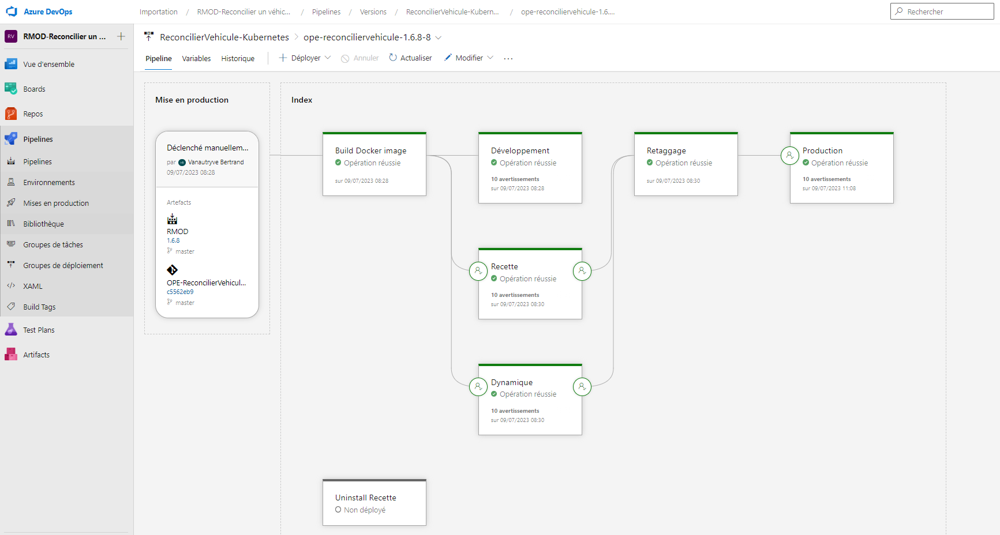 Azure DevOps
Importation / RMOD-Reconcilier un véhic... / Pipelines / Versions / ReconcilierVehicule-Kubern... / ope-reconciliervehicule-1.6....
Rechercher
RV RMOD-Reconcilier un ...
Vue d'ensemble
Boards
Repos
Pipelines
Pipelines
Environnements
Mises en production
Bibliothèque
Groupes de tâches
Groupes de déploiement
XAML
Build Tags
Test Plans
Artifacts
ReconcilierVehicule-Kubernetes > ope-reconciliervehicule-1.6.8-8
Pipeline Variables Historique Déployer Annuler Actualiser Modifier ...
Mise en production
Déclenché manuellem...
par VB Vanautryve Bertrand
09/07/2023 08:28
Artefacts
RMOD
1.6.8
master
OPE-ReconcilierVehicul...
c5562eb9
master
Index
Build Docker image
Opération réussie
sur 09/07/2023 08:28
Développement
Opération réussie
10 avertissements
sur 09/07/2023 08:28
Retaggage
Opération réussie
sur 09/07/2023 08:30
Production
Opération réussie
10 avertissements
sur 09/07/2023 11:08
Recette
Opération réussie
10 avertissements
sur 09/07/2023 08:30
Dynamique
Opération réussie
10 avertissements
sur 09/07/2023 08:30
Uninstall Recette
Non déployé